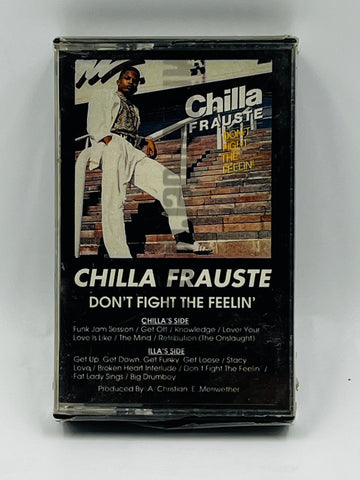 Chilla
FRAUSTE
DON'T
FIGHT
THE
FEELIN'
CHILLA FRAUSTE
DON'T FIGHT THE FEELIN'
CHILLA'S SIDE
Funk Jam Session / Get Off / Knowledge / Lover Your
Love Is Like / The Mind / Retribution (The Onslaught)
ILLA'S SIDE
Get Up, Get Down, Get Funky, Get Loose / Stacy
Love / Broken Heart Interlude / Don't Fight The Feelin' /
Fat Lady Sings / Big Drumboy
Produced By: A. Christian, E. Meriwether